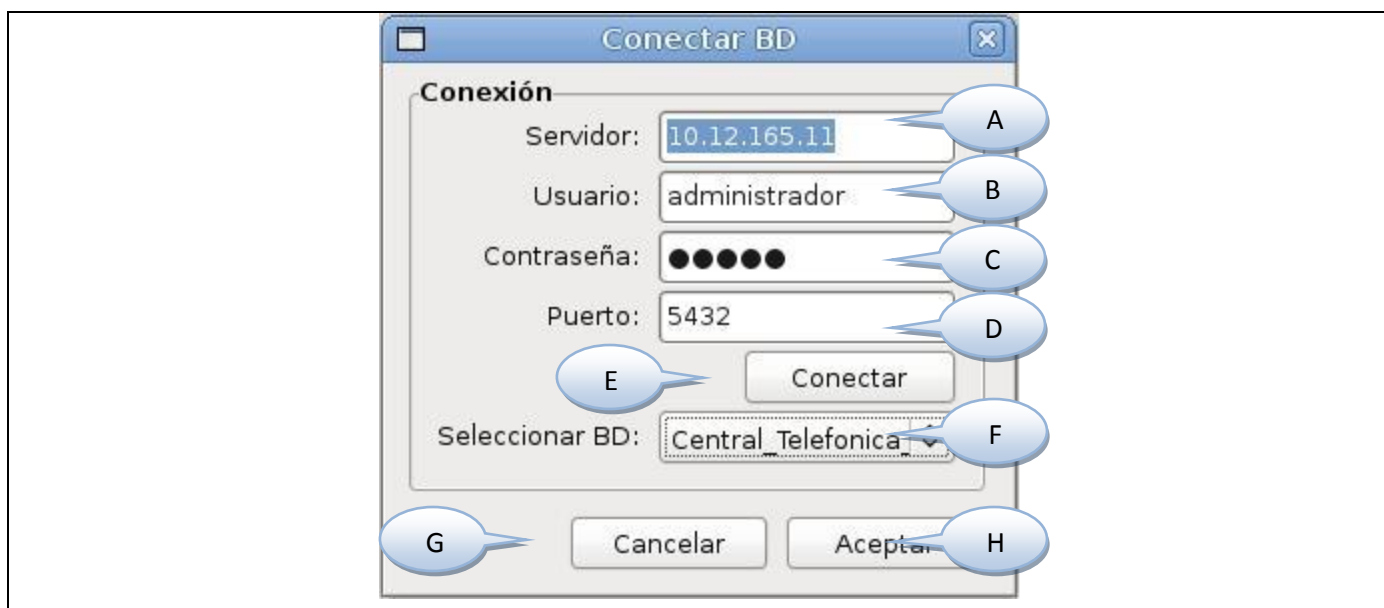 Conectar BD
Conexión
Servidor: 10.12.165.11 A
Usuario: administrador B
Contraseña: ●●●●● C
Puerto: 5432 D
E Conectar
Seleccionar BD: Central_Telefonica_ F
G Cancelar Aceptar H